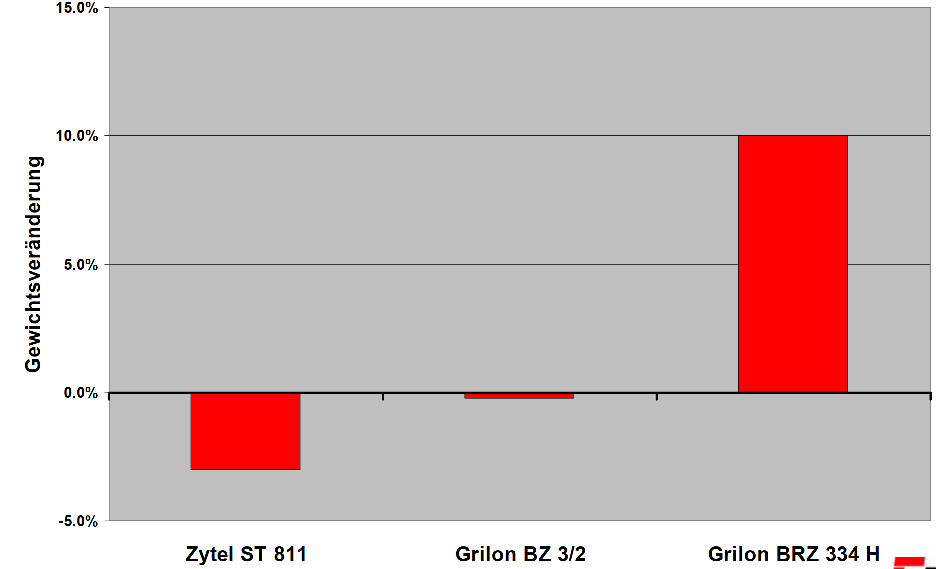 15.0%
10.0%
5.0%
0.0%
-5.0%
Gewichtsveränderung
Zytel ST 811
Grilon BZ 3/2
Grilon BRZ 334 H